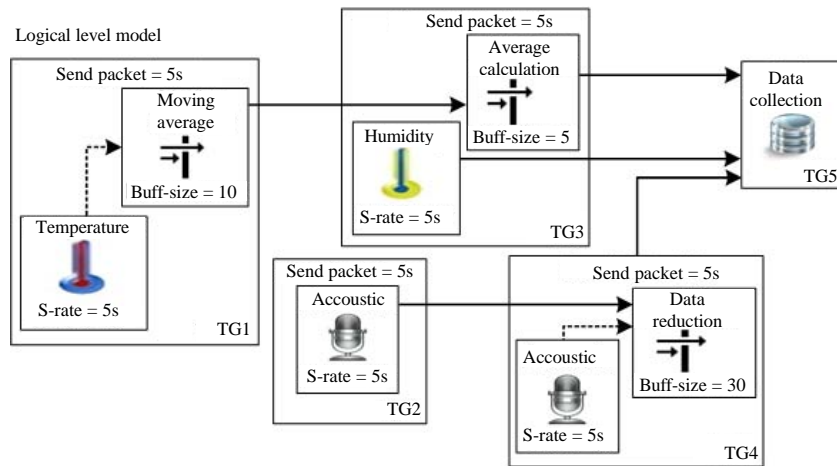 Logical level model
Send packet = 5s
Moving
average
Buff-size = 10
Temperature
S-rate = 5s
TG1
Send packet = 5s
Average
calculation
Buff-size = 5
Humidity
S-rate = 5s
TG3
Data
collection
TG5
Send packet = 5s
Accoustic
S-rate = 5s
TG2
Send packet = 5s
Data
reduction
Buff-size = 30
Accoustic
S-rate = 5s
TG4